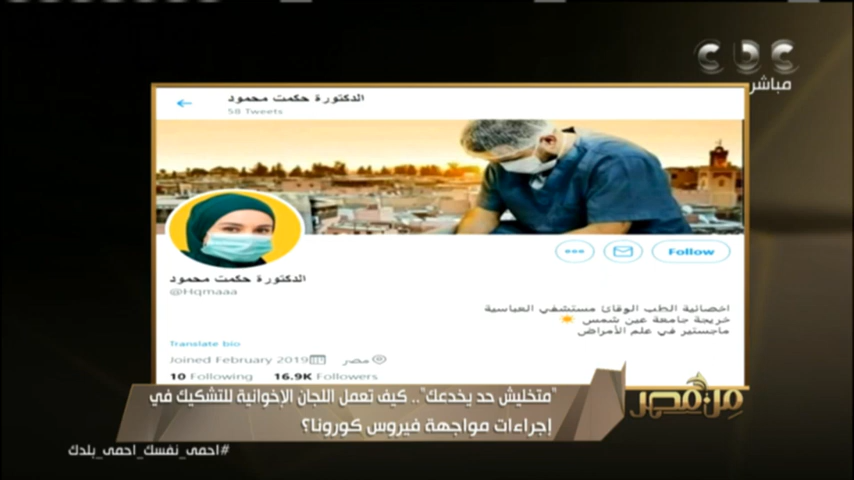 cbc
مباشر
الدكتورة حكمت محمود
58 Tweets
Follow
الدكتورة حكمت محمود
@Hqmaaa
اخصائية الطب الوقائ مستشفي العباسية
خريجة جامعة عين شمس
ماجستير في علم الأمراض
Translate bio
Joined February 2019 مصر
10 Following 16.9K Followers
"متخليش حد يخدعك".. كيف تعمل اللجان الإخوانية للتشكيك في
إجراءات مواجهة فيروس كورونا؟
من مصر
#احمي_نفسك_احمي_بلدك